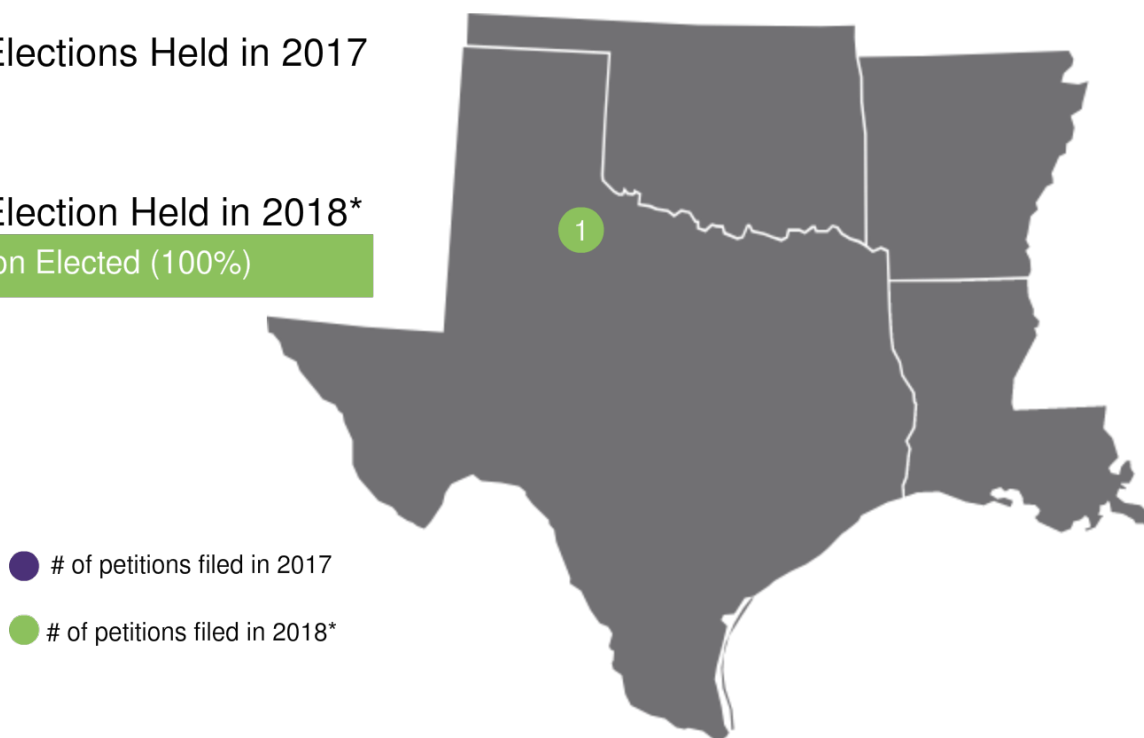 Elections Held in 2017
Election Held in 2018*
on Elected (100%)
1
# of petitions filed in 2017
# of petitions filed in 2018*